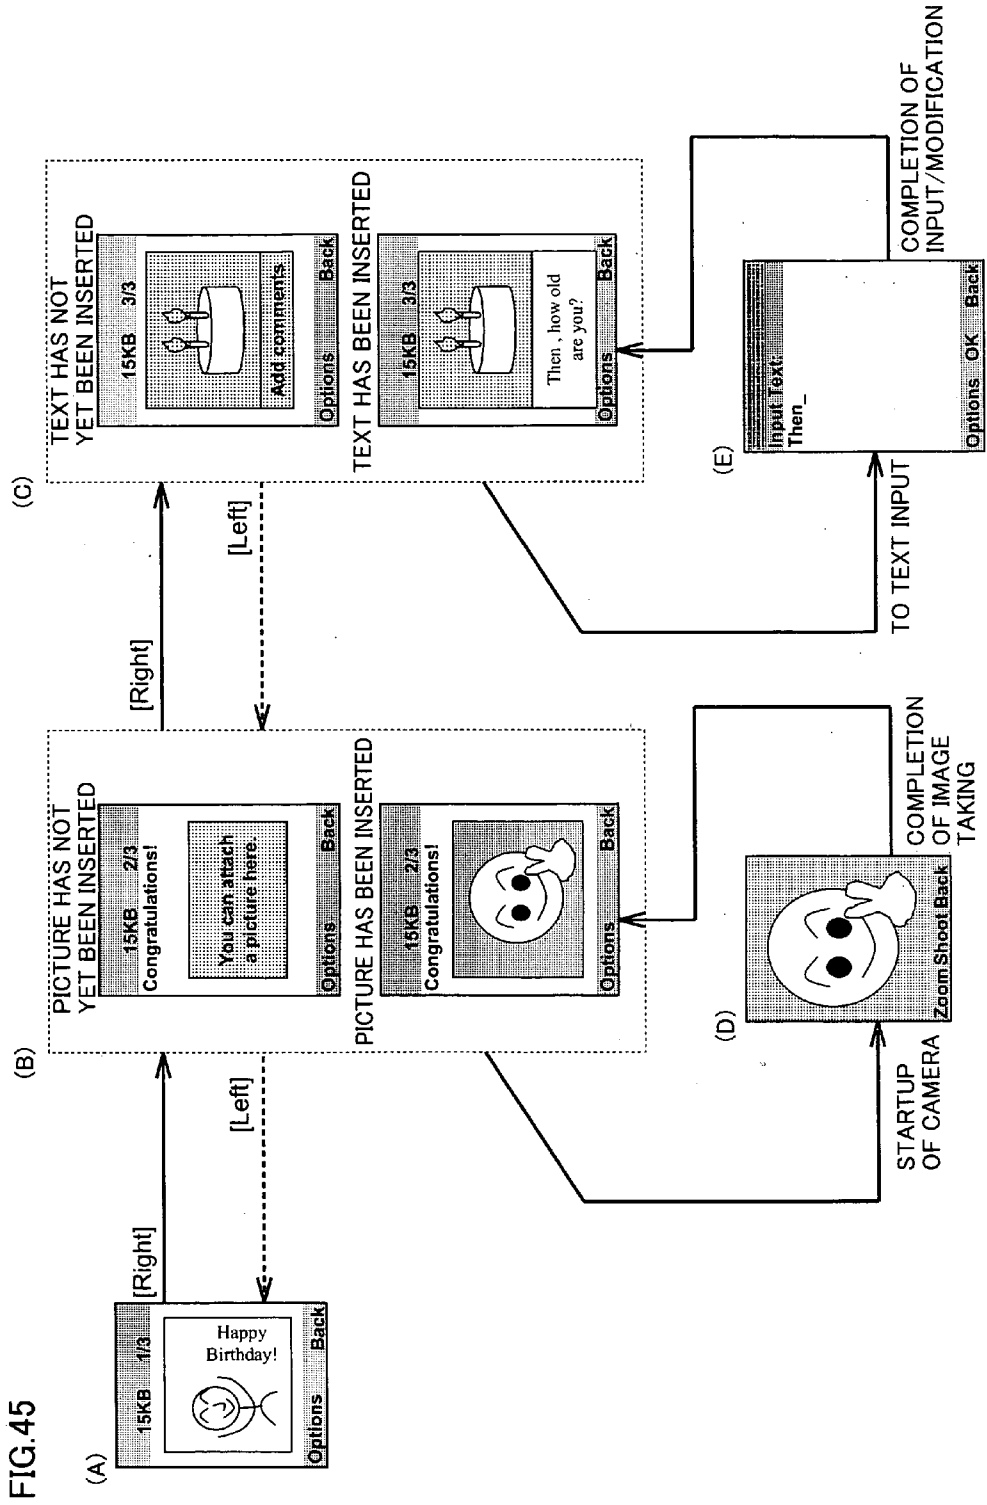 FIG.45
(A)
15KB 1/3
Happy
Birthday!
Options Back
[Right]
[Left]
(B)
PICTURE HAS NOT
YET BEEN INSERTED
15KB 2/3
Congratulations!
You can attach
a picture here.
Options Back
PICTURE HAS BEEN INSERTED
15KB 2/3
Congratulations!
Options Back
STARTUP
OF CAMERA
(D)
Zoom Shoot Back
COMPLETION
OF IMAGE
TAKING
[Right]
[Left]
(C)
TEXT HAS NOT
YET BEEN INSERTED
15KB 3/3
Add comments
Options Back
TEXT HAS BEEN INSERTED
15KB 3/3
Then , how old
are you?
Options Back
TO TEXT INPUT
(E)
Input Text:
Then_
Options OK Back
COMPLETION OF
INPUT/MODIFICATION